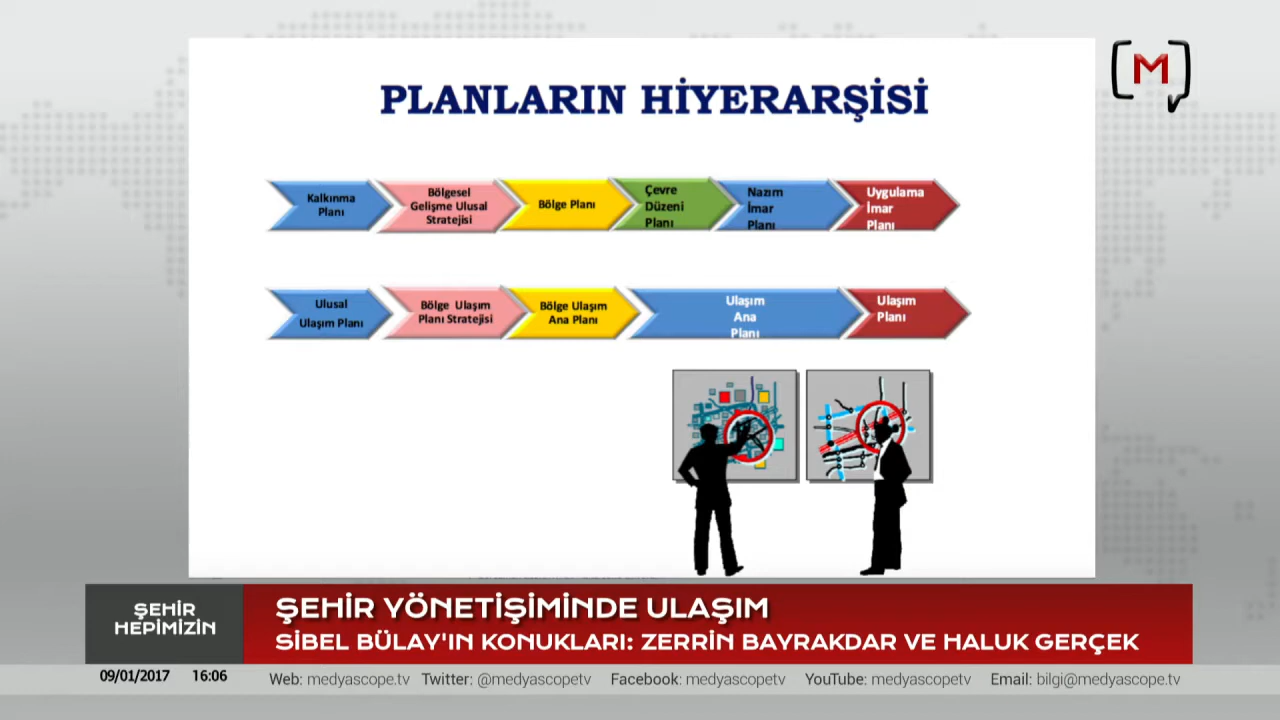 PLANLARIN HİYERARŞİSİ
M
Kalkınma
Planı
Bölgesel
Gelişme Ulusal
Stratejisi
Bölge Planı
Çevre
Düzeni
Planı
Nazım
İmar
Planı
Uygulama
İmar
Planı
Ulusal
Ulaşım Planı
Bölge Ulaşım
Planı Stratejisi
Bölge Ulaşım
Ana Planı
Ulaşım
Ana
Planı
Ulaşım
Planı
ŞEHİR
HEPİMİZİN
ŞEHİR YÖNETİŞİMİNDE ULAŞIM
SİBEL BÜLAY'IN KONUKLARI: ZERRİN BAYRAKDAR VE HALUK GERÇEK
09/01/2017 16:06 Web: medyascope.tv Twitter: @medyascopetv Facebook: medyascopetv YouTube: medyascopetv Email: bilgi@medyascope.tv